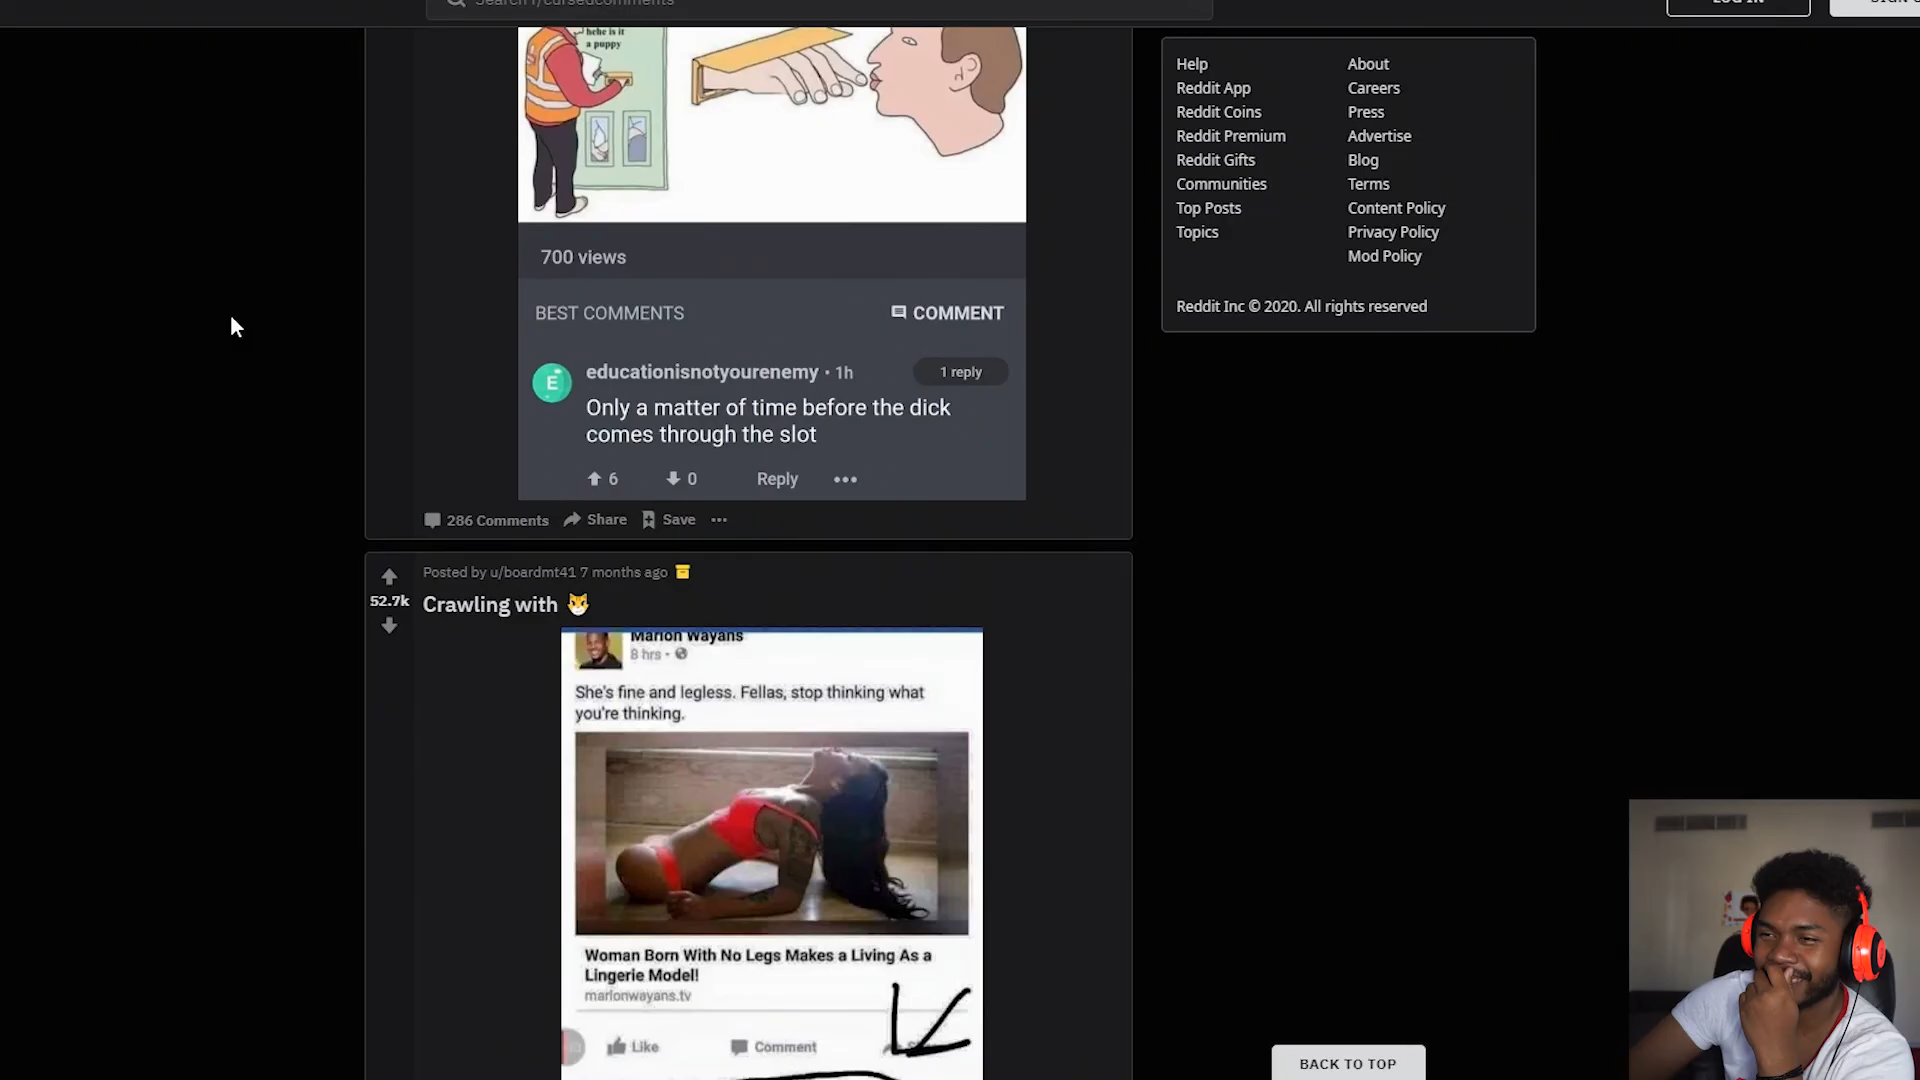 Search r/cursedcomments
LOG IN
hehe is it
a puppy
700 views
BEST COMMENTS
COMMENT
E
educationisnotyourenemy • 1h
1 reply
Only a matter of time before the dick
comes through the slot
6
0
Reply
•••
286 Comments
Share
Save
Posted by u/boardmt41 7 months ago
52.7k
Crawling with
Marlon Wayans
8 hrs •
She's fine and legless. Fellas, stop thinking what
you're thinking.
Woman Born With No Legs Makes a Living As a
Lingerie Model!
marlonwayans.tv
Like
Comment
Help
Reddit App
Reddit Coins
Reddit Premium
Reddit Gifts
Communities
Top Posts
Topics
About
Careers
Press
Advertise
Blog
Terms
Content Policy
Privacy Policy
Mod Policy
Reddit Inc © 2020. All rights reserved
BACK TO TOP